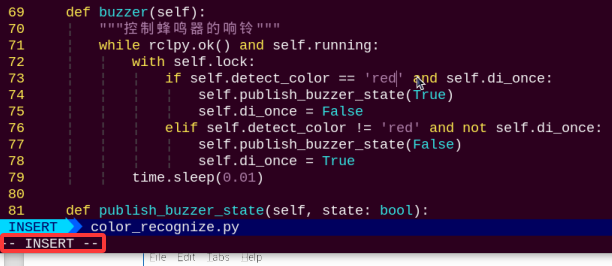 69 def buzzer(self):
70 """控制蜂鸣器的响铃"""
71 while rclpy.ok() and self.running:
72 with self.lock:
73 if self.detect_color == 'red' and self.di_once:
74 self.publish_buzzer_state(True)
75 self.di_once = False
76 elif self.detect_color != 'red' and not self.di_once:
77 self.publish_buzzer_state(False)
78 self.di_once = True
79 time.sleep(0.01)
80
81 def publish_buzzer_state(self, state: bool):
INSERT color_recognize.py
-- INSERT --
File Edit Tabs Help